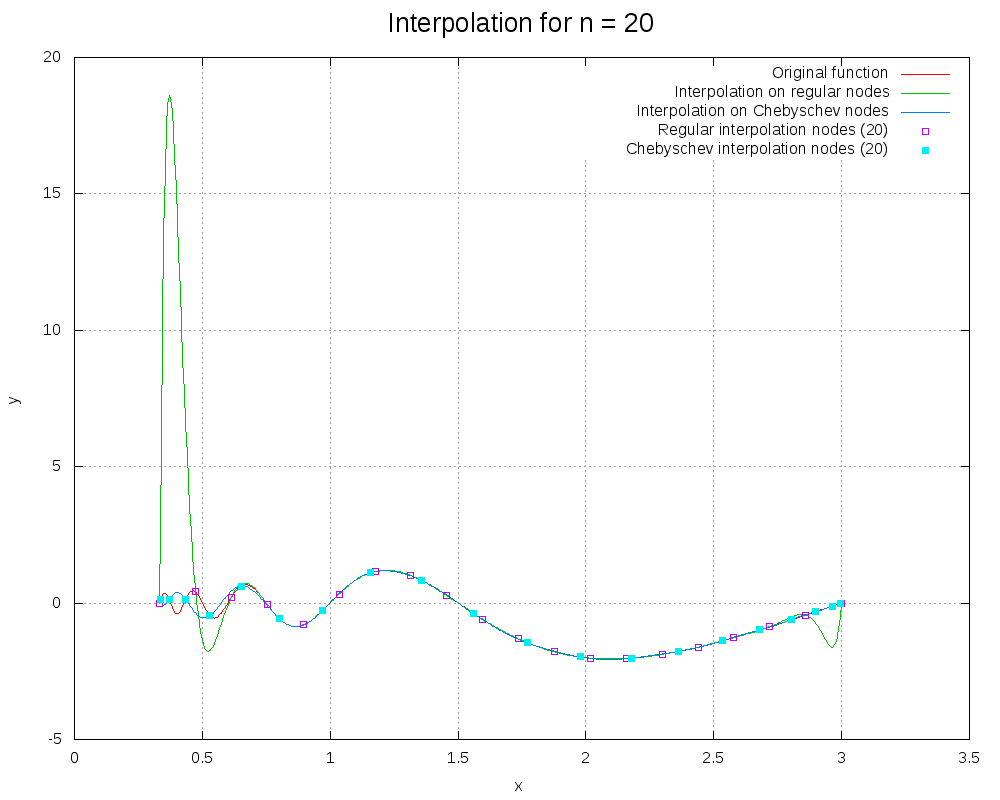 Interpolation for n = 20
20
Original function
Interpolation on regular nodes
Interpolation on Chebyschev nodes
Regular interpolation nodes (20)
Chebyschev interpolation nodes (20)
15
10
y
5
0
-5
0 0.5 1 1.5 2 2.5 3 3.5
x